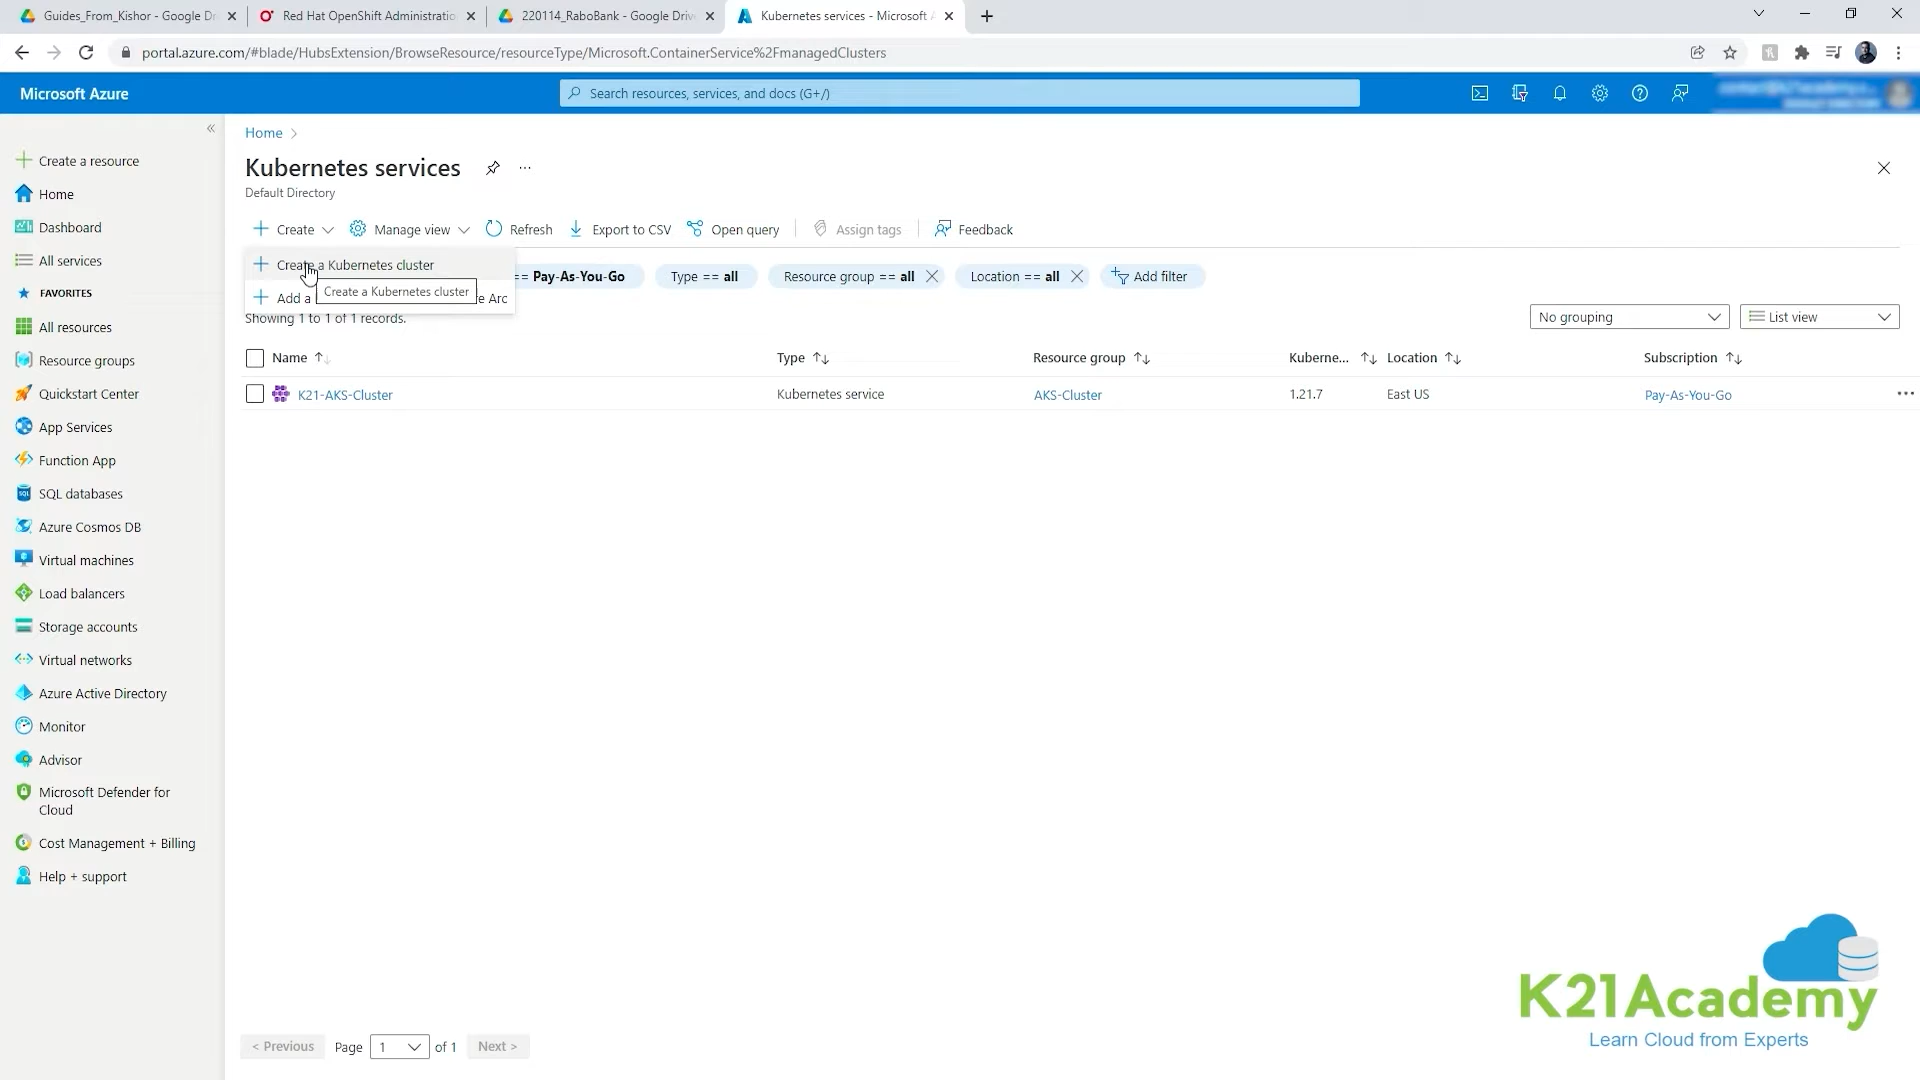 Guides_From_Kishor - Google Dr
Red Hat OpenShift Administratio
220114_RaboBank - Google Drive
Kubernetes services - Microsoft A
portal.azure.com/#blade/HubsExtension/BrowseResource/resourceType/Microsoft.ContainerService%2FmanagedClusters
Microsoft Azure
Search resources, services, and docs (G+/)
Create a resource
Home
Dashboard
All services
FAVORITES
All resources
Resource groups
Quickstart Center
App Services
Function App
SQL databases
Azure Cosmos DB
Virtual machines
Load balancers
Storage accounts
Virtual networks
Azure Active Directory
Monitor
Advisor
Microsoft Defender for
Cloud
Cost Management + Billing
Help + support
Home
Kubernetes services
Default Directory
Create
Manage view
Refresh
Export to CSV
Open query
Assign tags
Feedback
Create a Kubernetes cluster
Create a Kubernetes cluster
Add a
e Arc
== Pay-As-You-Go
Type == all
Resource group == all
Location == all
Add filter
Showing 1 to 1 of 1 records.
No grouping
List view
Name Type Resource group Kuberne... Location Subscription
K21-AKS-Cluster Kubernetes service AKS-Cluster 1.21.7 East US Pay-As-You-Go
< Previous Page 1 of 1 Next >
K21Academy
Learn Cloud from Experts